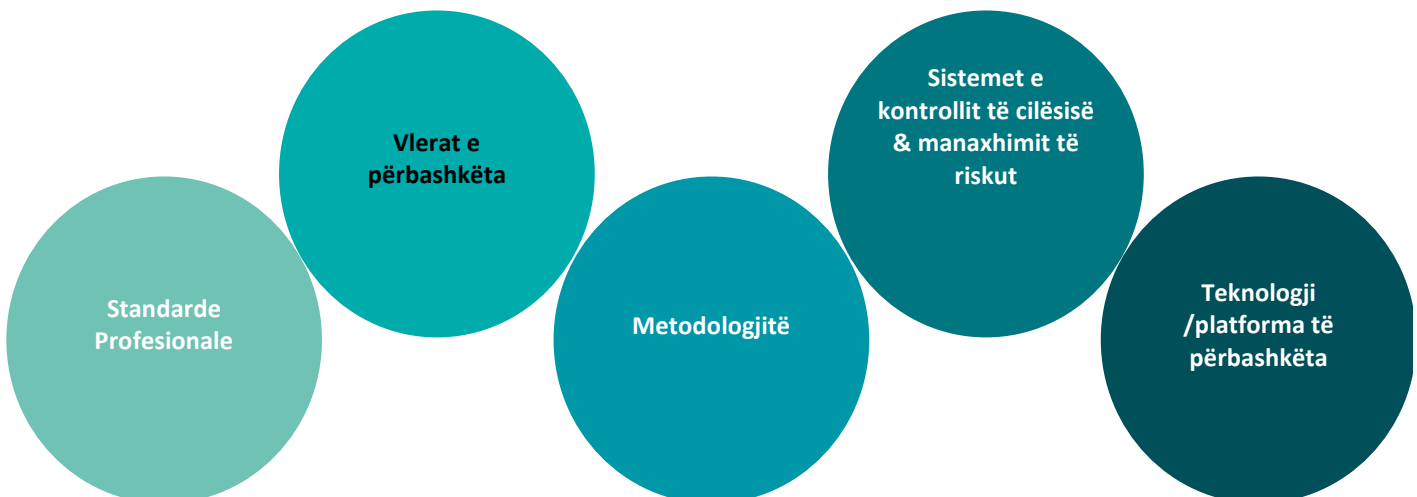 Standarde
Profesionale
Vlerat e
përbashkëta
Metodologjitë
Sistemet e
kontrollit të cilësisë
& manaxhimit të
riskut
Teknologji
/platforma të
përbashkëta